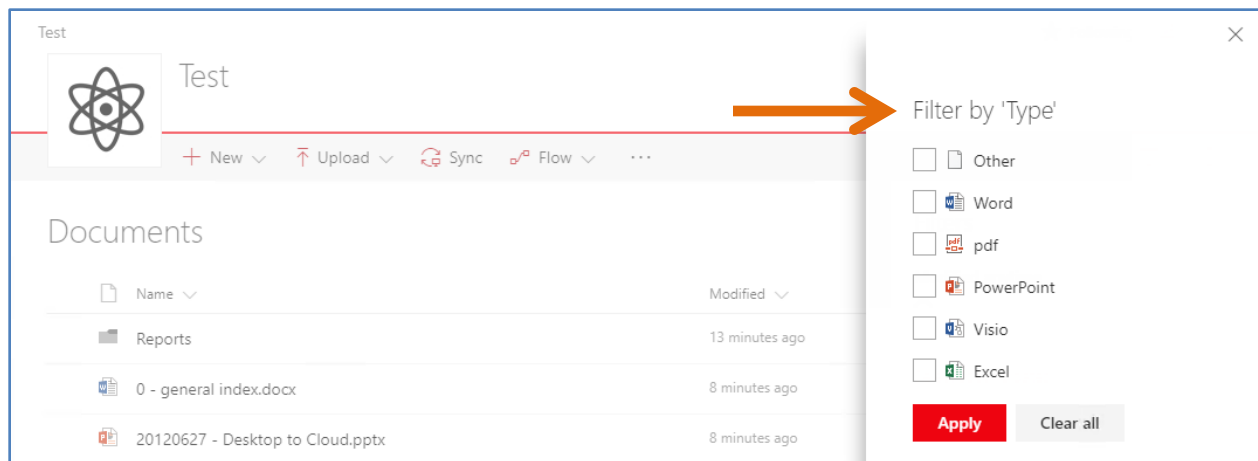 Test
Test
New Upload Sync Flow ...
Documents
Name Modified
Reports 13 minutes ago
0 - general index.docx 8 minutes ago
20120627 - Desktop to Cloud.pptx 8 minutes ago
Filter by 'Type'
Other
Word
pdf
PowerPoint
Visio
Excel
Apply Clear all